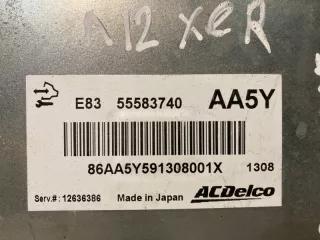 A12 XER
E83 55583740 AA5Y
86AA5Y591308001X 1308
Serv.#: 12636386 Made in Japan ACDelco